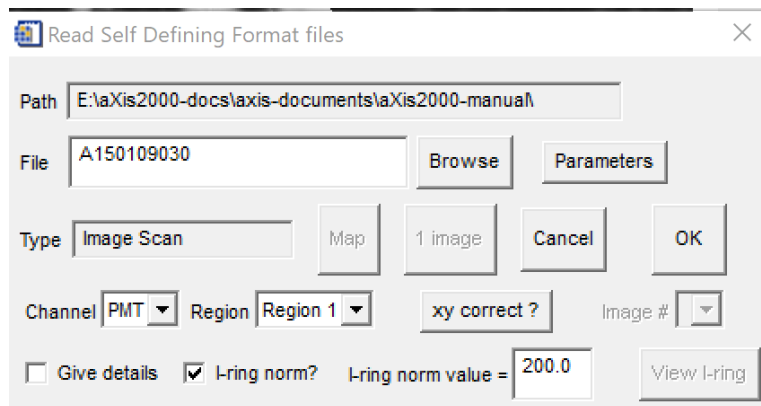 Read Self Defining Format files
Path E:\aXis2000-docs\axis-documents\aXis2000-manual\
File A150109030 Browse Parameters
Type Image Scan Map 1 image Cancel OK
Channel PMT Region Region 1 xy correct ? Image #
Give details I-ring norm? I-ring norm value = 200.0 View I-ring